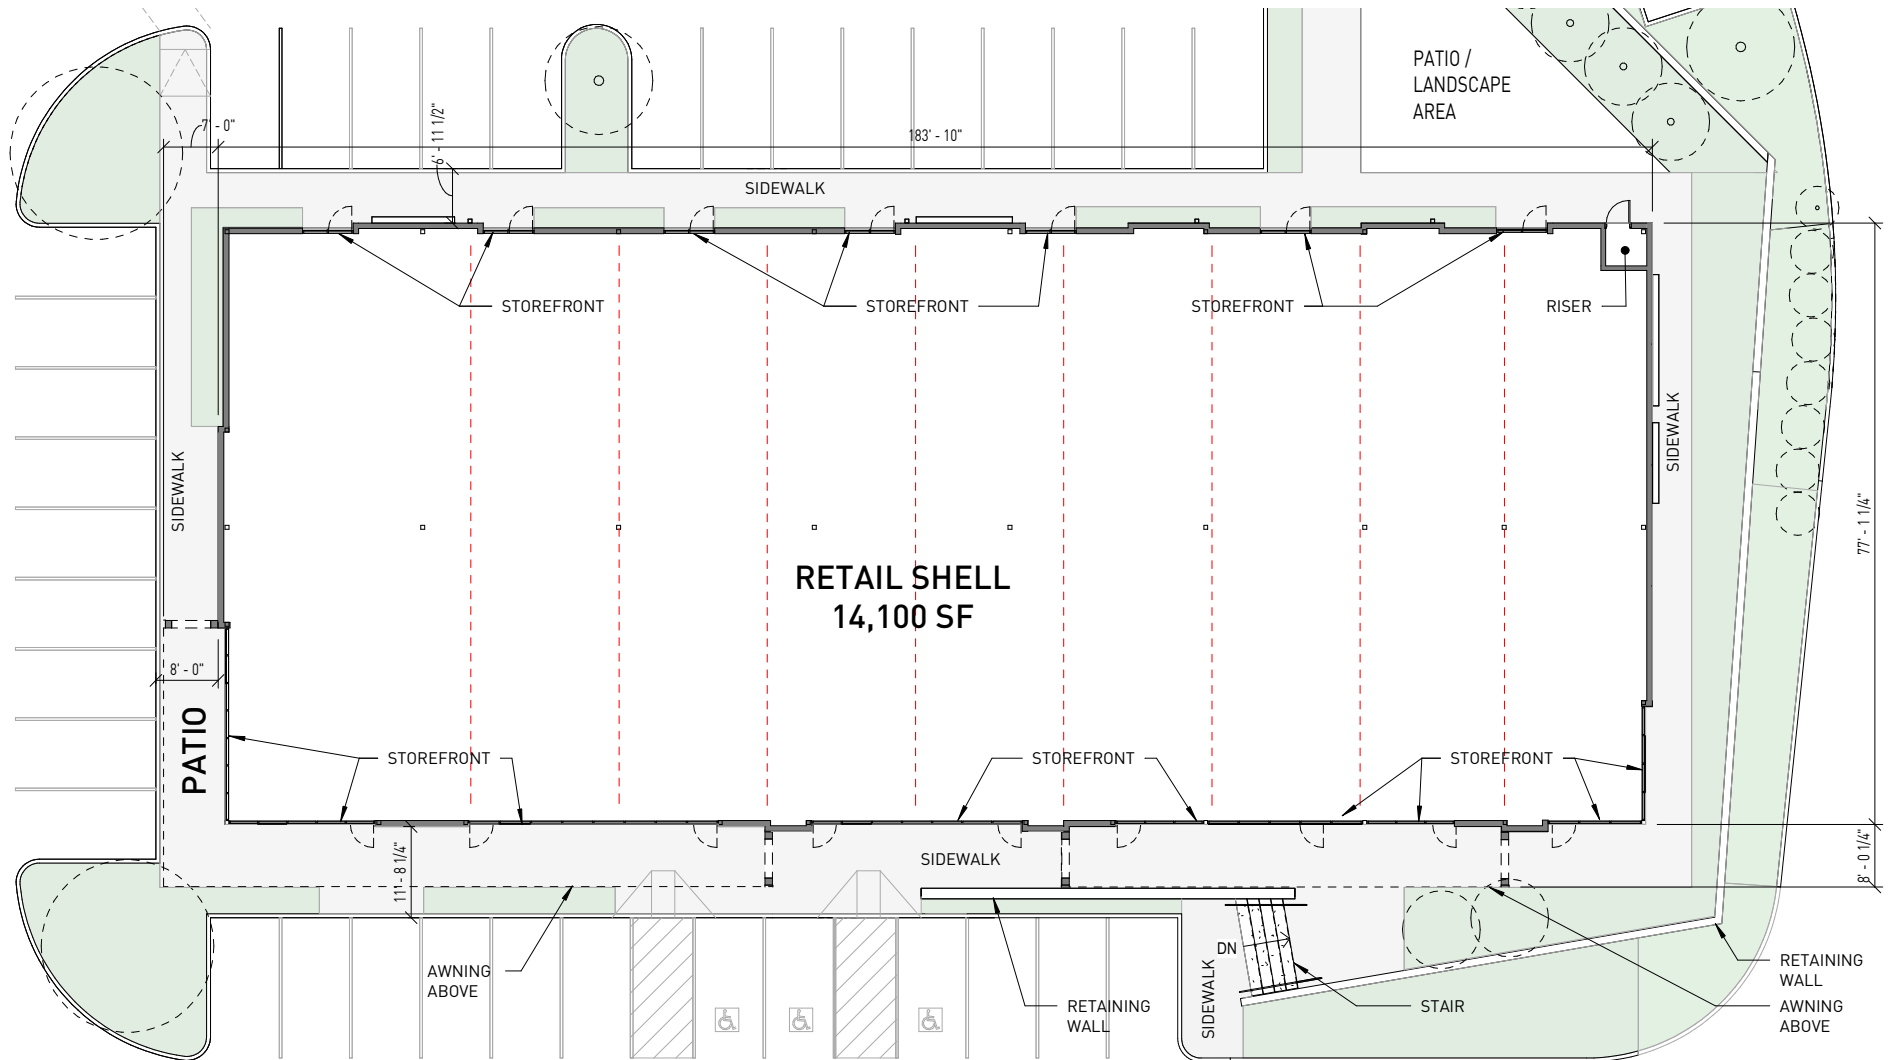 PATIO /
LANDSCAPE
AREA
7' - 0"
6' - 11 1/2"
183' - 10"
SIDEWALK
STOREFRONT
STOREFRONT
STOREFRONT
RISER
SIDEWALK
SIDEWALK
77' - 1 1/4"
RETAIL SHELL
14,100 SF
8' - 0"
PATIO
STOREFRONT
STOREFRONT
STOREFRONT
SIDEWALK
11' - 8 1/4"
8' - 0 1/4"
AWNING
ABOVE
RETAINING
WALL
SIDEWALK
DN
STAIR
RETAINING
WALL
AWNING
ABOVE